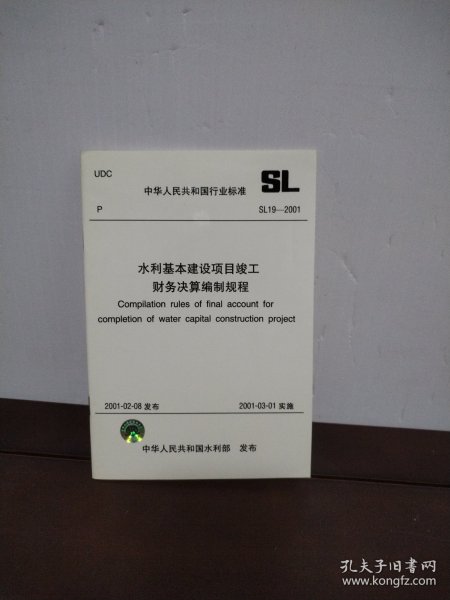 UDC
中华人民共和国行业标准 SL
P SL19—2001
水利基本建设项目竣工
财务决算编制规程
Compilation rules of final account for
completion of water capital construction project
2001-02-08 发布 2001-03-01 实施
中华人民共和国水利部 发布
孔夫子旧书网
www.kongfz.com